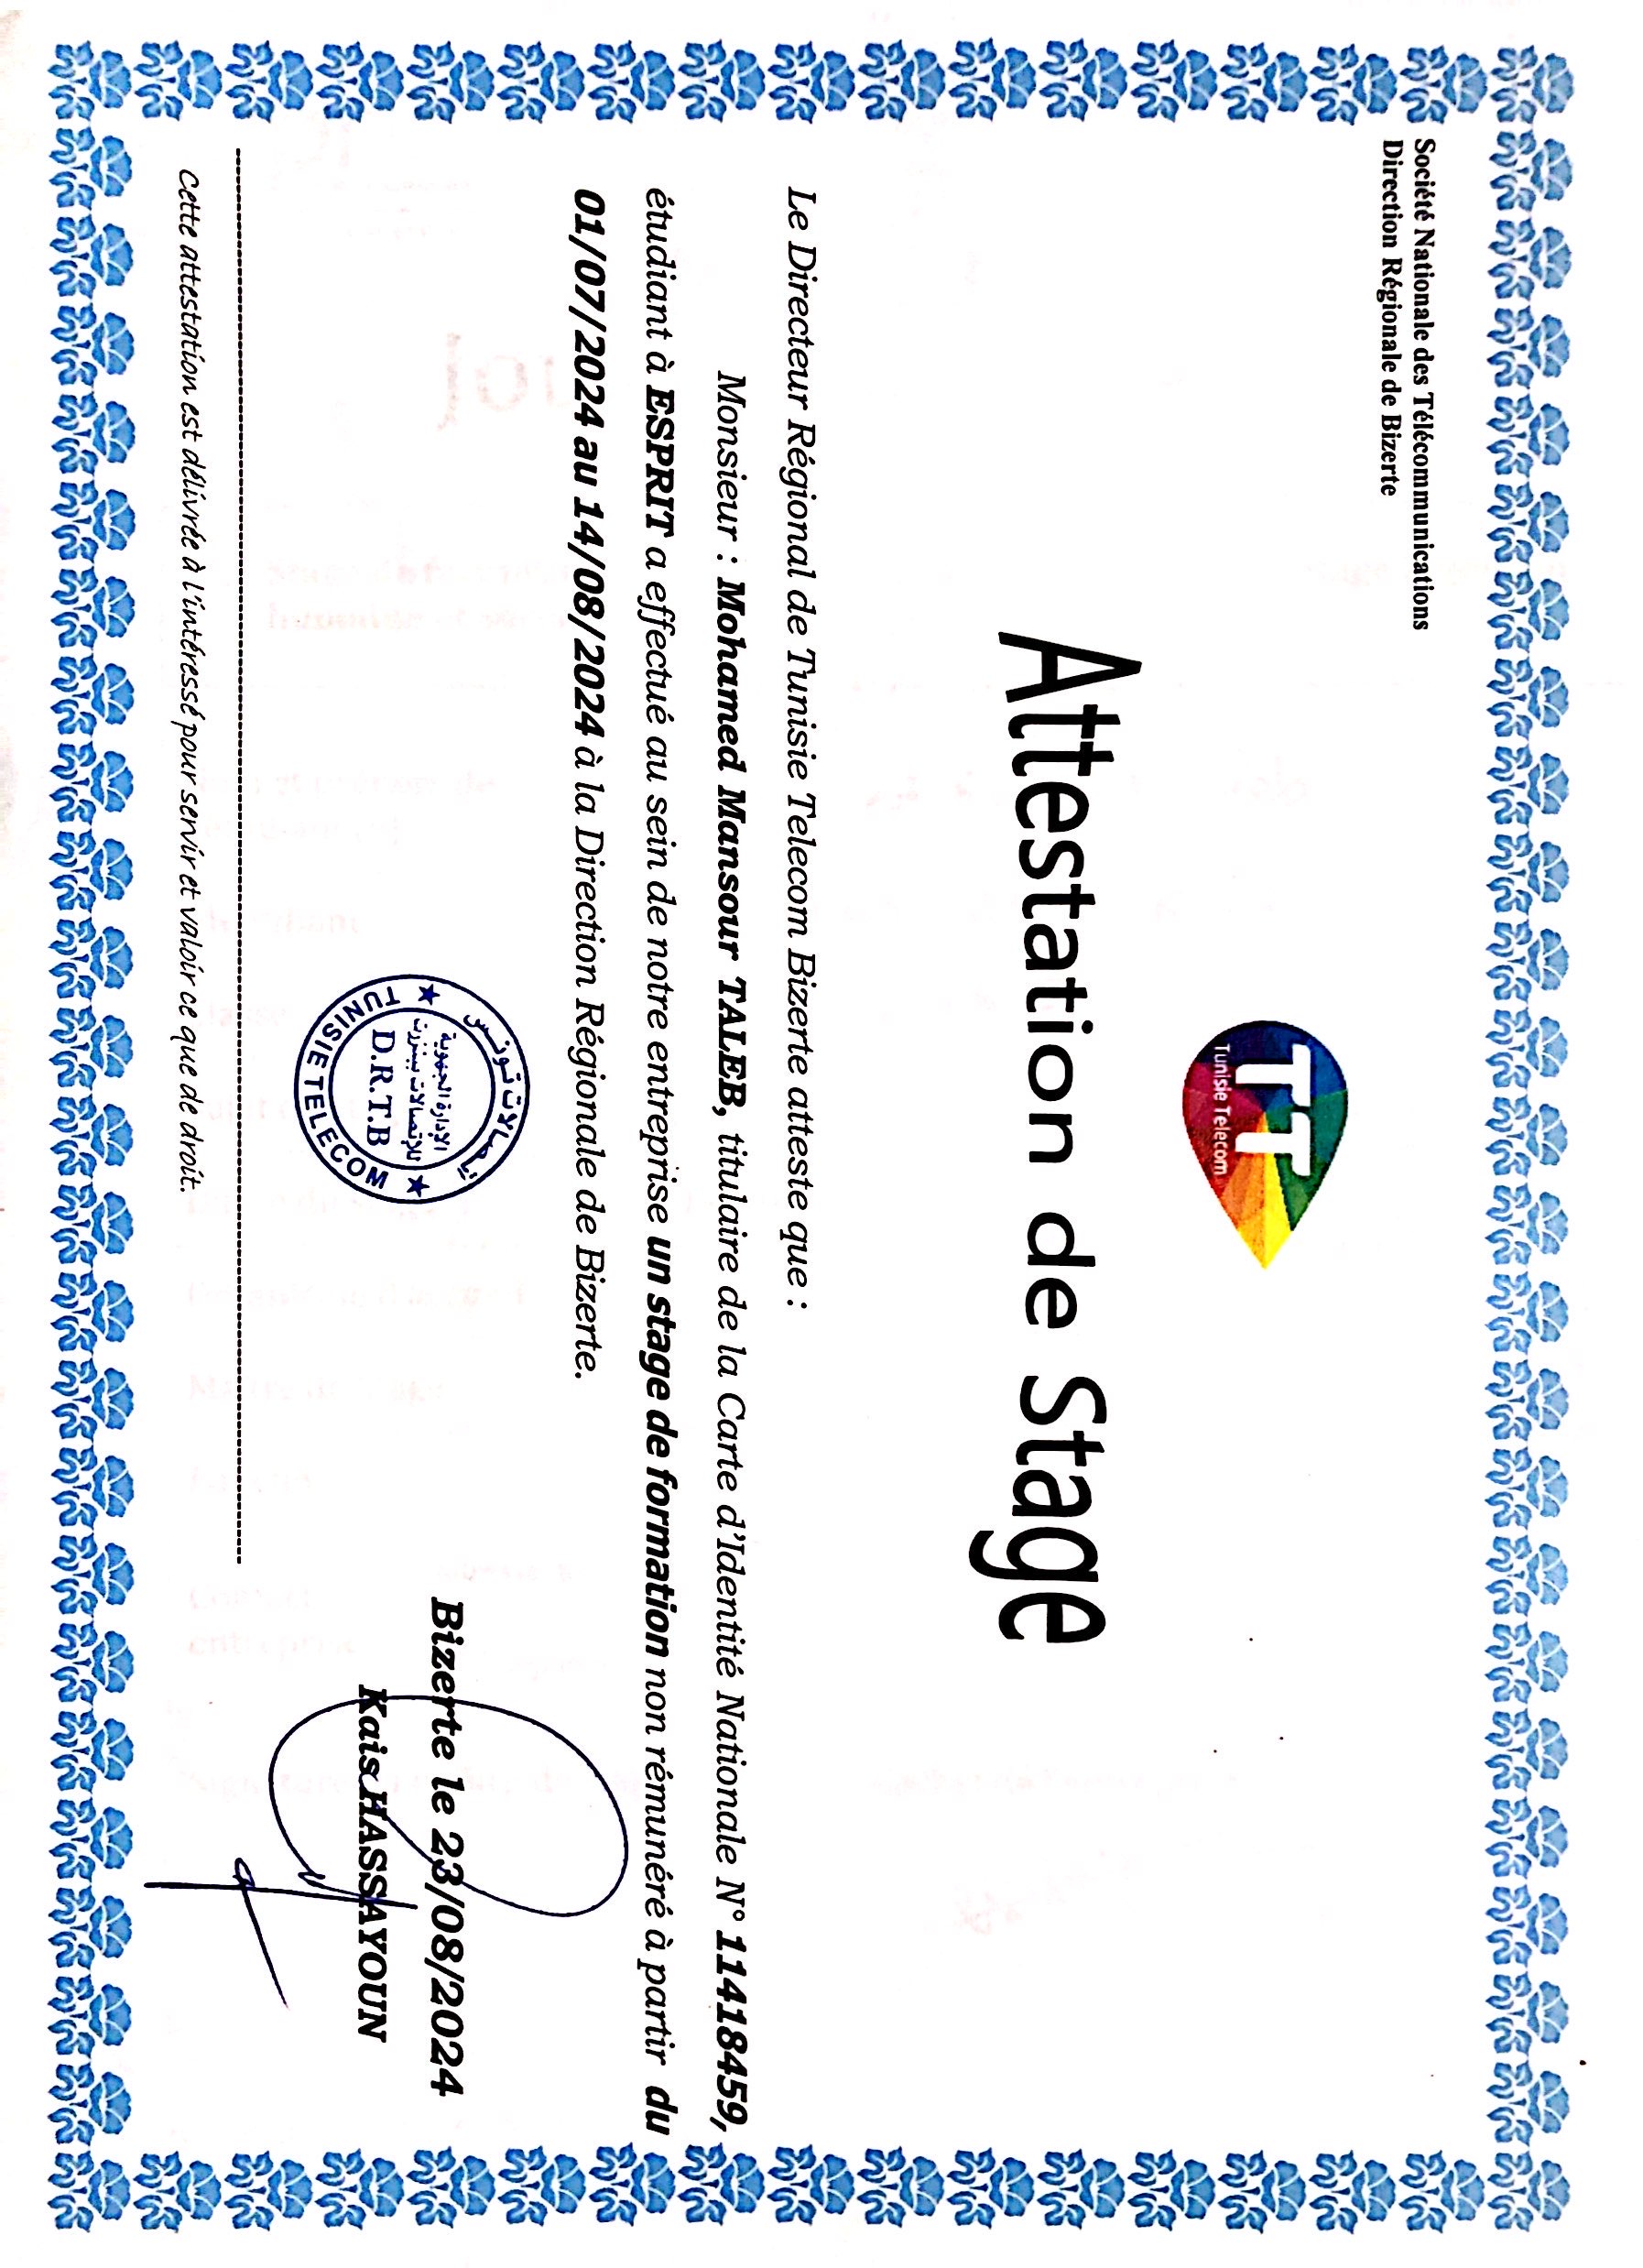 Société Nationale des Télécommunications
Direction Régionale de Bizerte
TT
Tunisie Telecom
Attestation de Stage
Le Directeur Régional de Tunisie Telecom Bizerte atteste que :
Monsieur : Mohamed Mansour TALEB, titulaire de la Carte d'Identité Nationale N° 11418459,
étudiant à ESPRIT a effectué au sein de notre entreprise un stage de formation non rémunéré à partir du
01/07/2024 au 14/08/2024 à la Direction Régionale de Bizerte.
Bizerte le 23/08/2024
Kais HASSAYOUN
اتصالات تونس
الإدارة الجهوية
للإتصالات ببنزرت
D.R.T.B
TUNISIE TELECOM
Cette attestation est délivrée à l'intéressé pour servir et valoir ce que de droit.